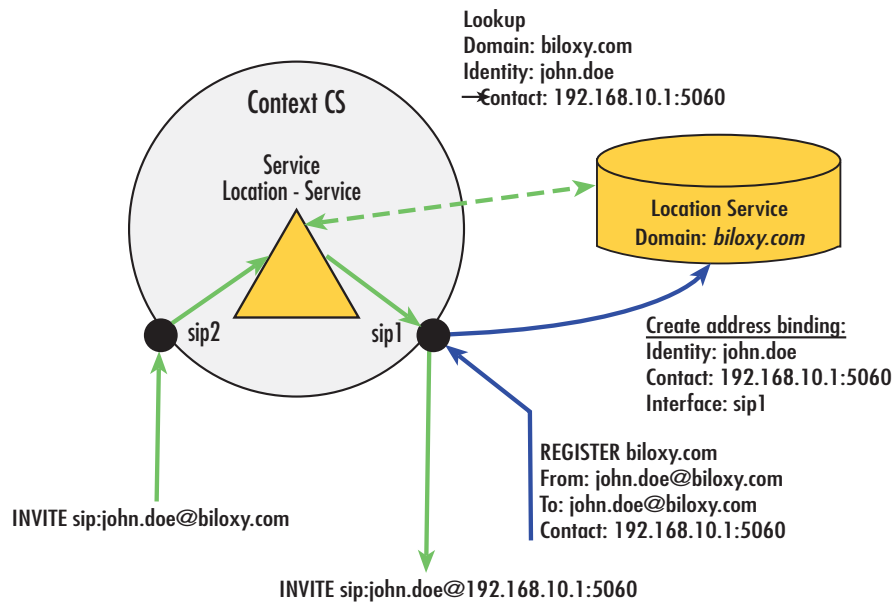 Lookup
Domain: biloxy.com
Identity: john.doe
→Contact: 192.168.10.1:5060
Context CS
Service
Location - Service
Location Service
Domain: biloxy.com
sip2
sip1
Create address binding:
Identity: john.doe
Contact: 192.168.10.1:5060
Interface: sip1
REGISTER biloxy.com
From: john.doe@biloxy.com
To: john.doe@biloxy.com
Contact: 192.168.10.1:5060
INVITE sip:john.doe@biloxy.com
INVITE sip:john.doe@192.168.10.1:5060